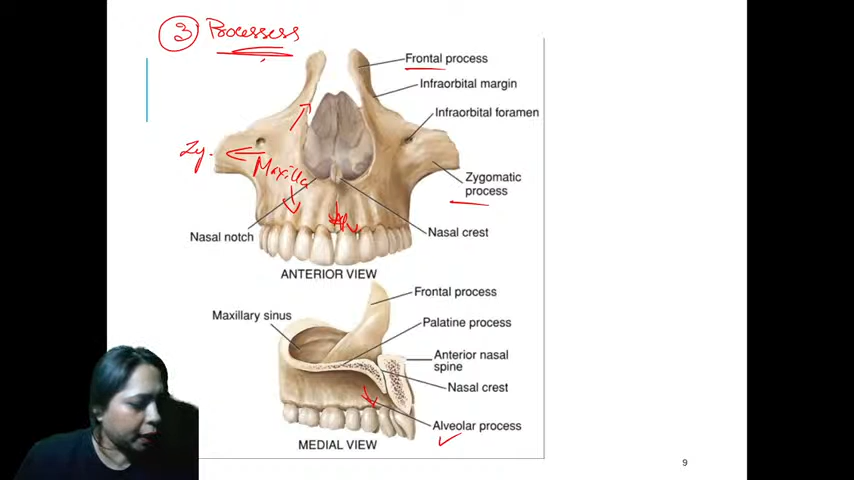 3 Processess
Frontal process
Infraorbital margin
Infraorbital foramen
Zy.
Maxilla
Zygomatic
process
Nasal notch
Nasal crest
ANTERIOR VIEW
Frontal process
Maxillary sinus
Palatine process
Anterior nasal
spine
Nasal crest
Alveolar process
MEDIAL VIEW
9